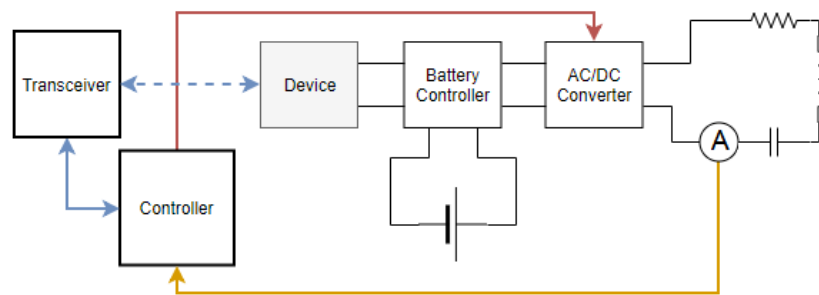 Transceiver
Device
Battery
Controller
AC/DC
Converter
A
Controller